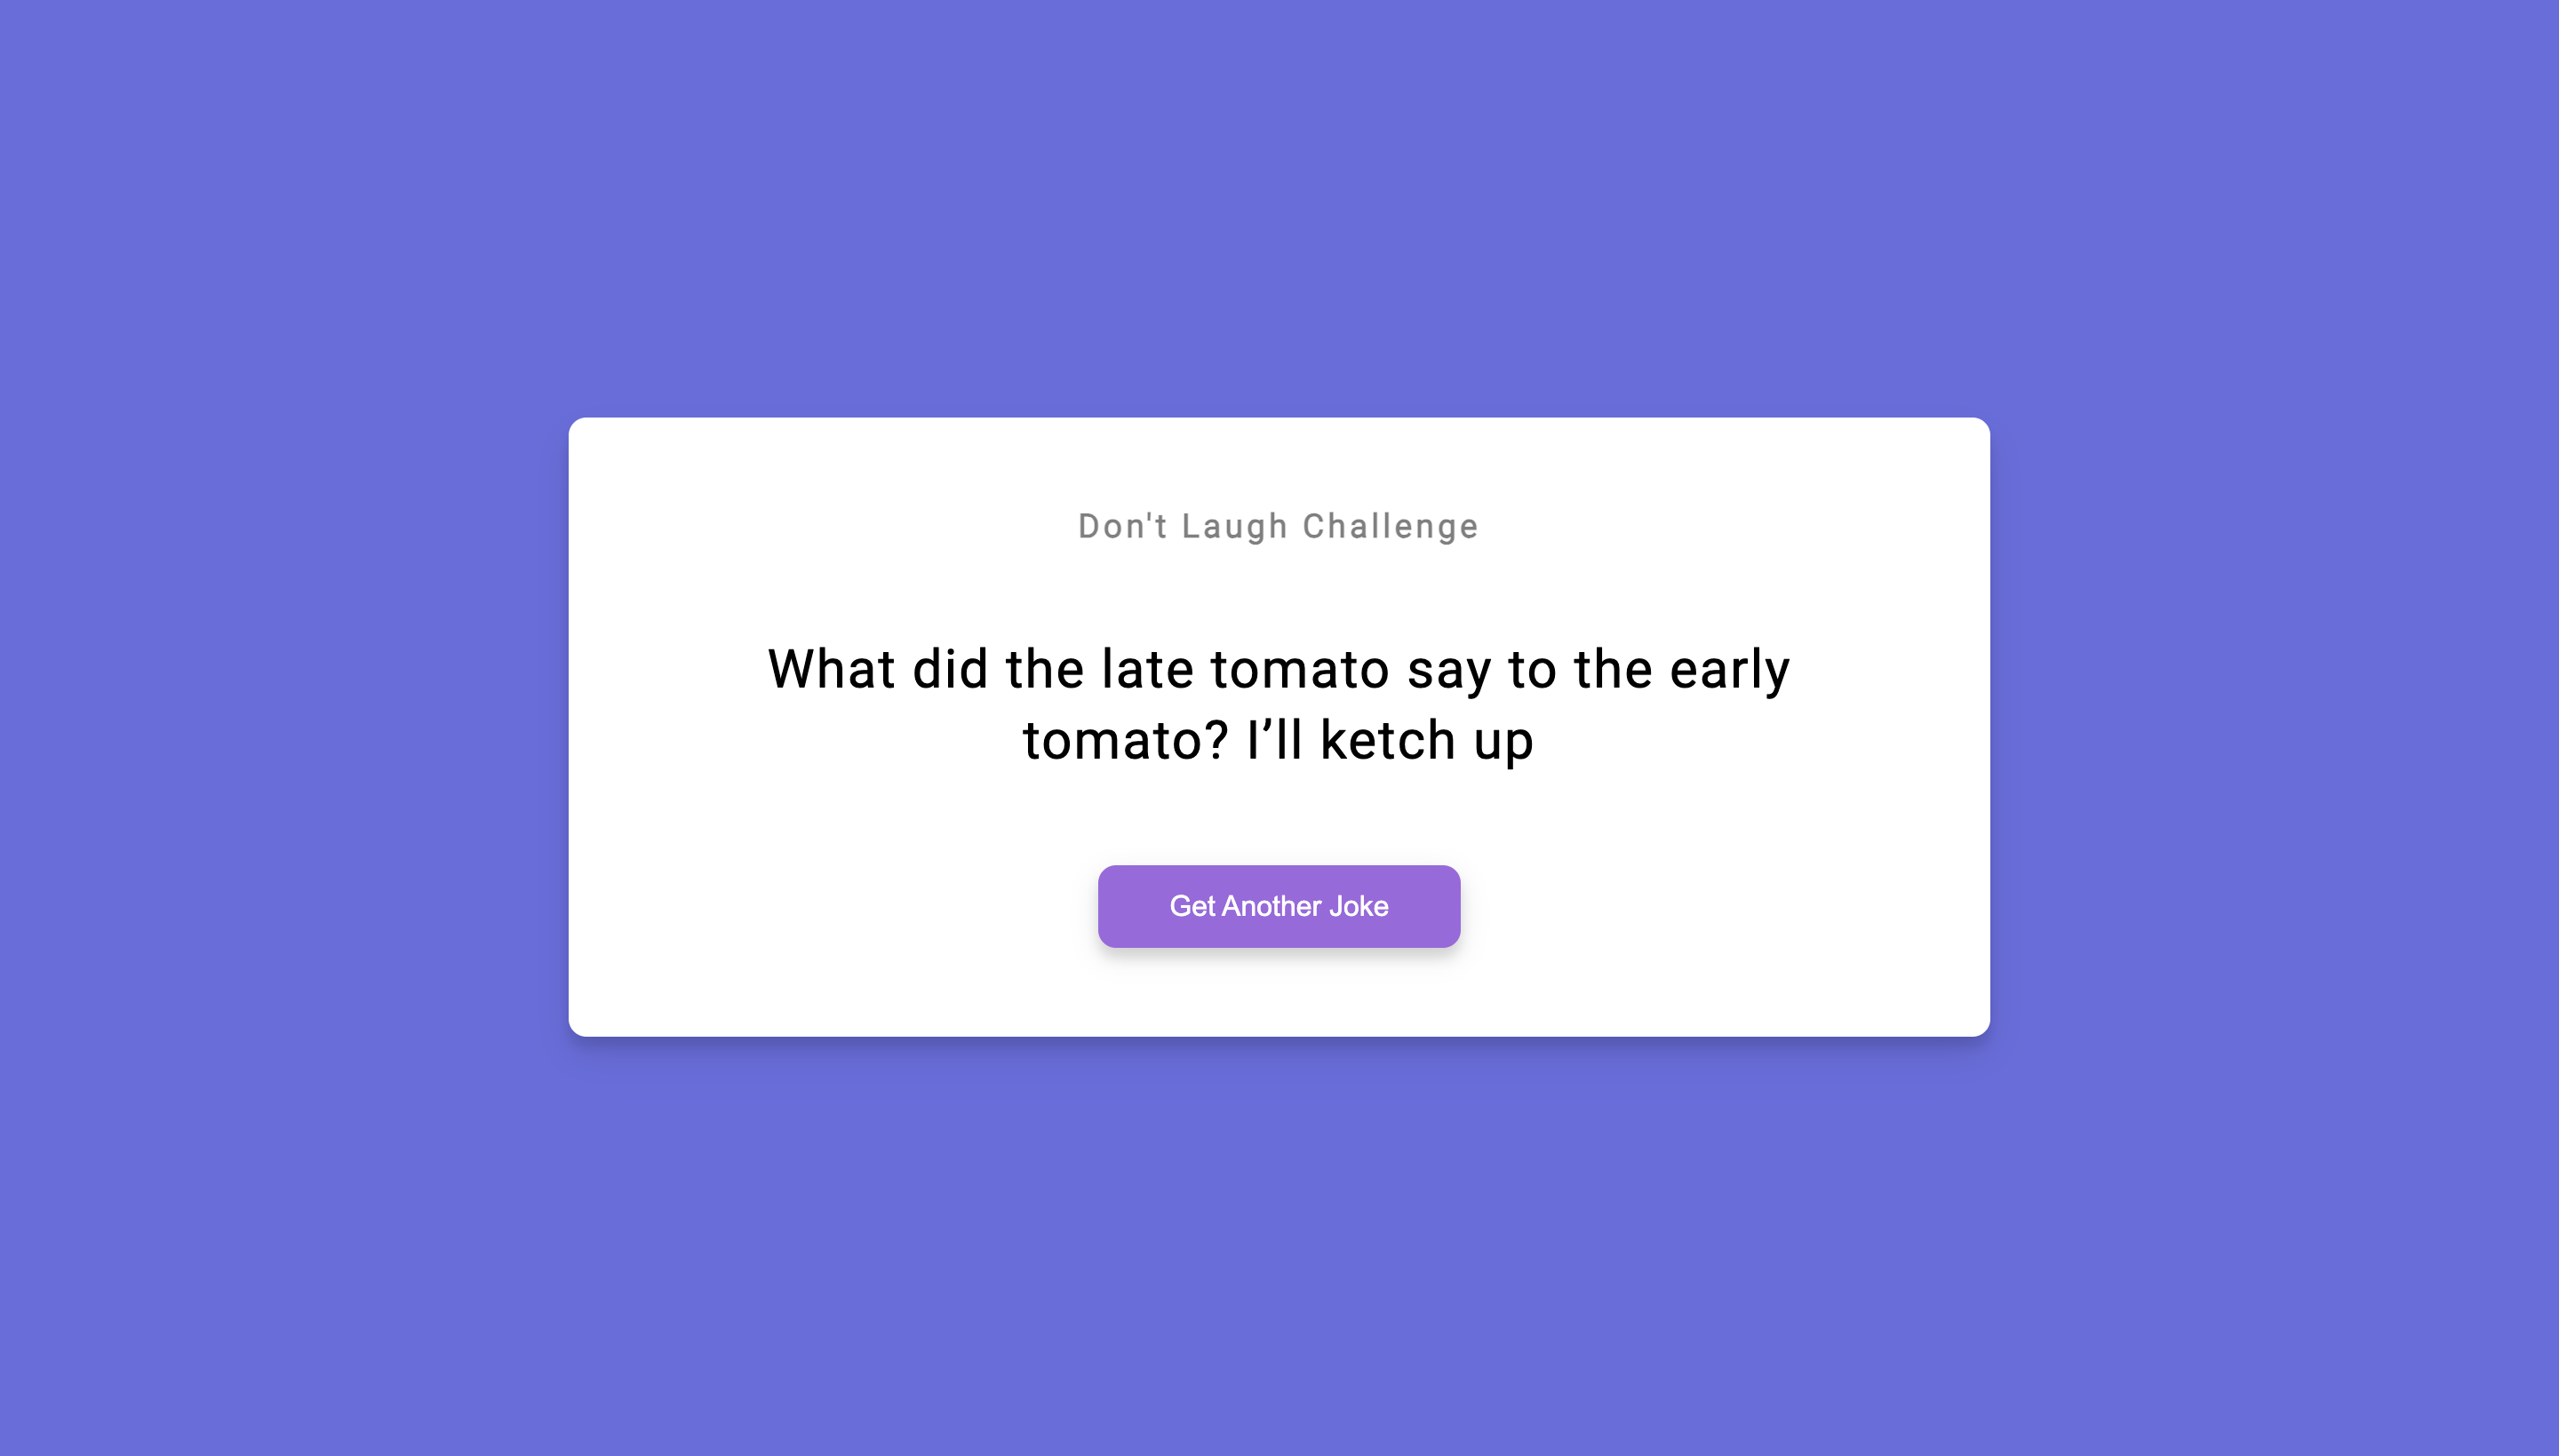 Don't Laugh Challenge
What did the late tomato say to the early
tomato? I’ll ketch up
Get Another Joke